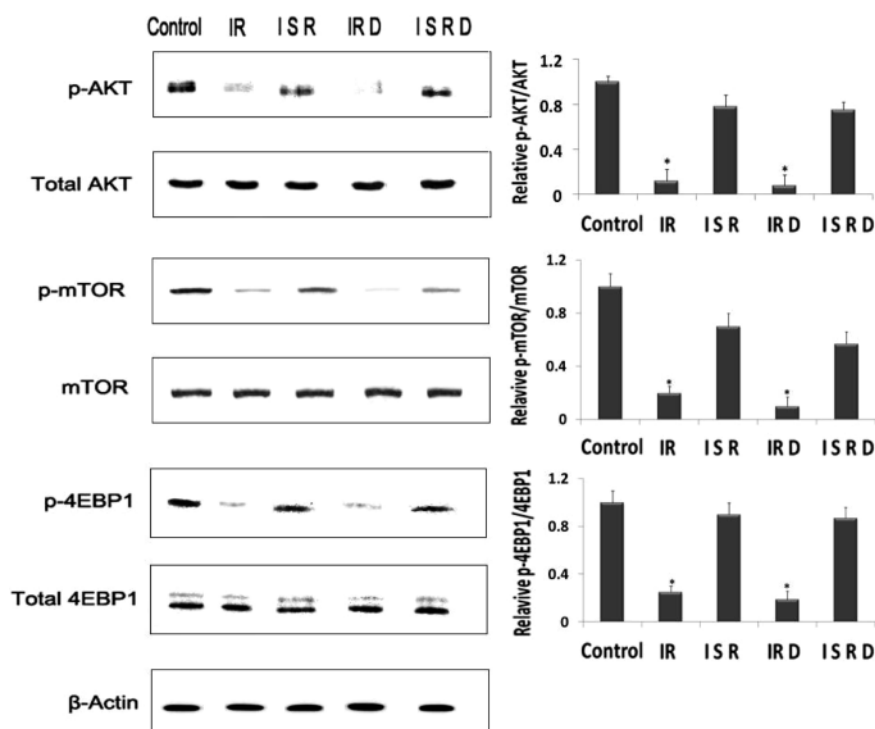 Control IR I S R IR D I S R D
p-AKT
Total AKT
p-mTOR
mTOR
p-4EBP1
Total 4EBP1
β-Actin
Relative p-AKT/AKT
1.2
0.8
0.4
0
* *
Control IR I S R IR D I S R D
Relavive p-mTOR/mTOR
1.2
0.8
0.4
0
* *
Control IR I S R IR D I S R D
Relavive p-4EBP1/4EBP1
1.2
0.8
0.4
0
* *
Control IR I S R IR D I S R D